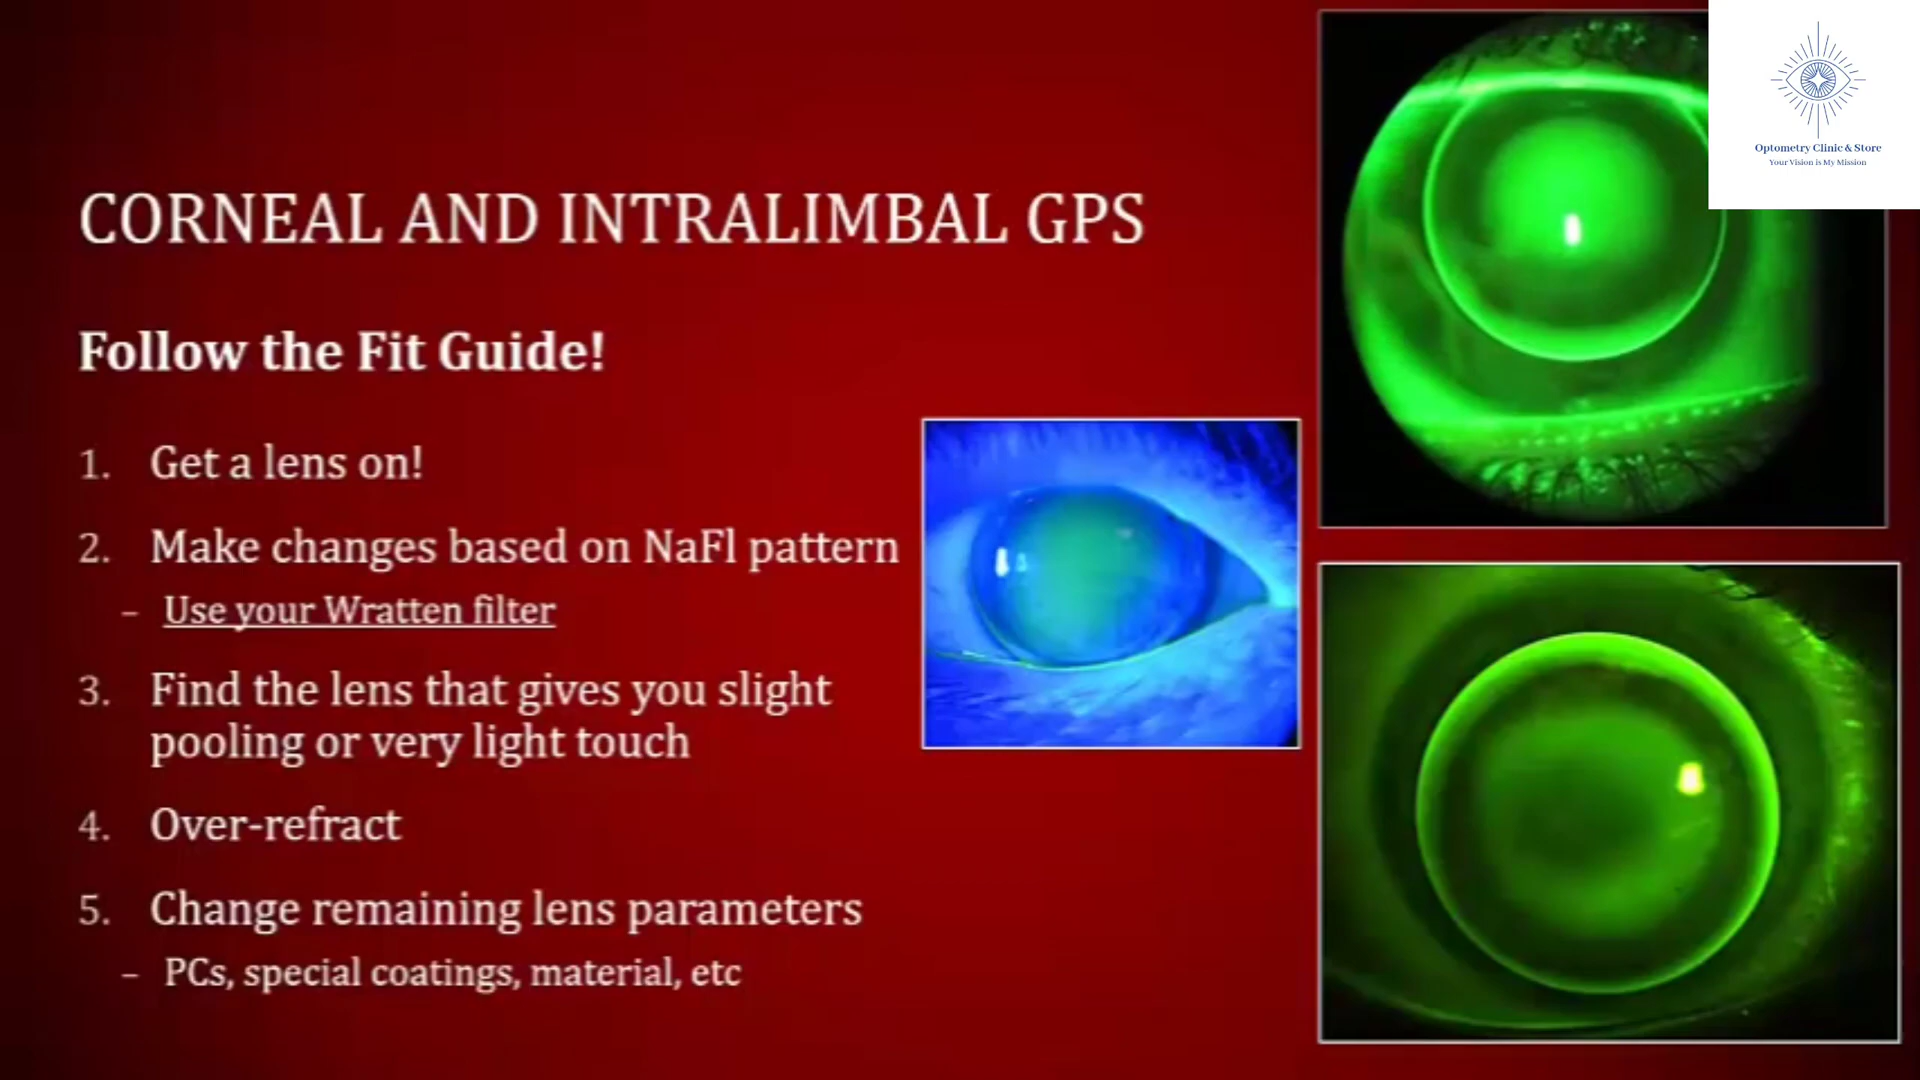 CORNEAL AND INTRALIMBAL GPS
Follow the Fit Guide!
1. Get a lens on!
2. Make changes based on NaFl pattern
– Use your Wratten filter
3. Find the lens that gives you slight
pooling or very light touch
4. Over-refract
5. Change remaining lens parameters
– PCs, special coatings, material, etc
Optometry Clinic & Store
Your Vision is My Mission